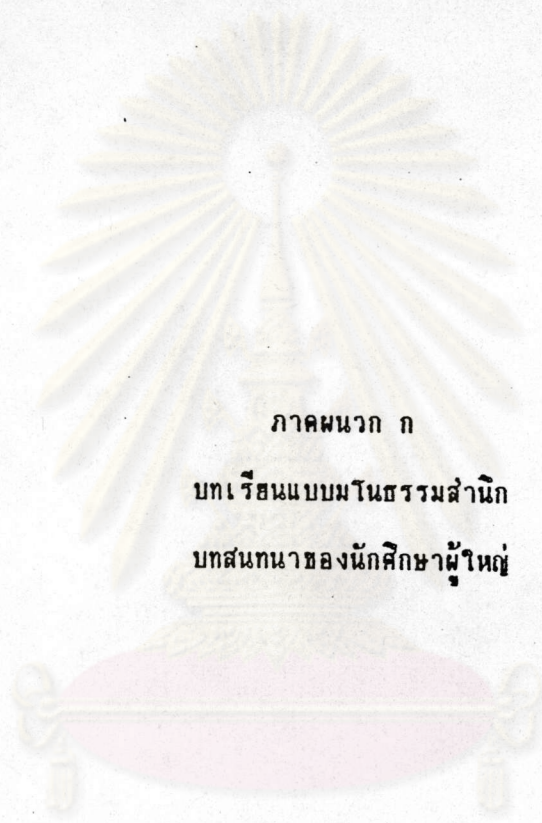 ภาคผนวก ก
บทเรียนแบบมโนธรรมสำนึก
บทสนทนาของนักศึกษาผู้ใหญ่